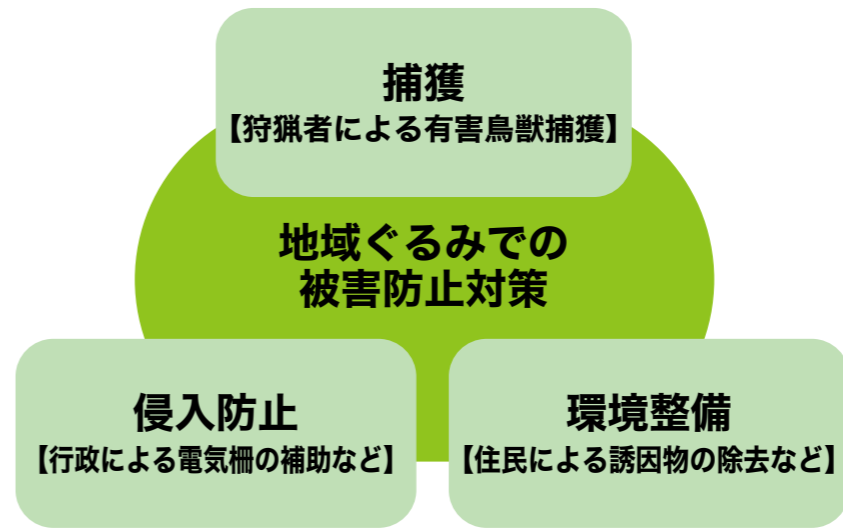 捕獲
【狩猟者による有害鳥獣捕獲】
地域ぐるみでの
被害防止対策
侵入防止
【行政による電気柵の補助など】
環境整備
【住民による誘因物の除去など】